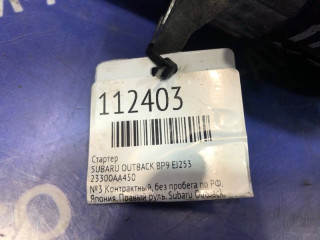 112403
Стартер
SUBARU OUTBACK BP9 EJ253
23300AA450
№3 Контрактный, без пробега по РФ.
Япония. Правый руль. Subaru Outback.